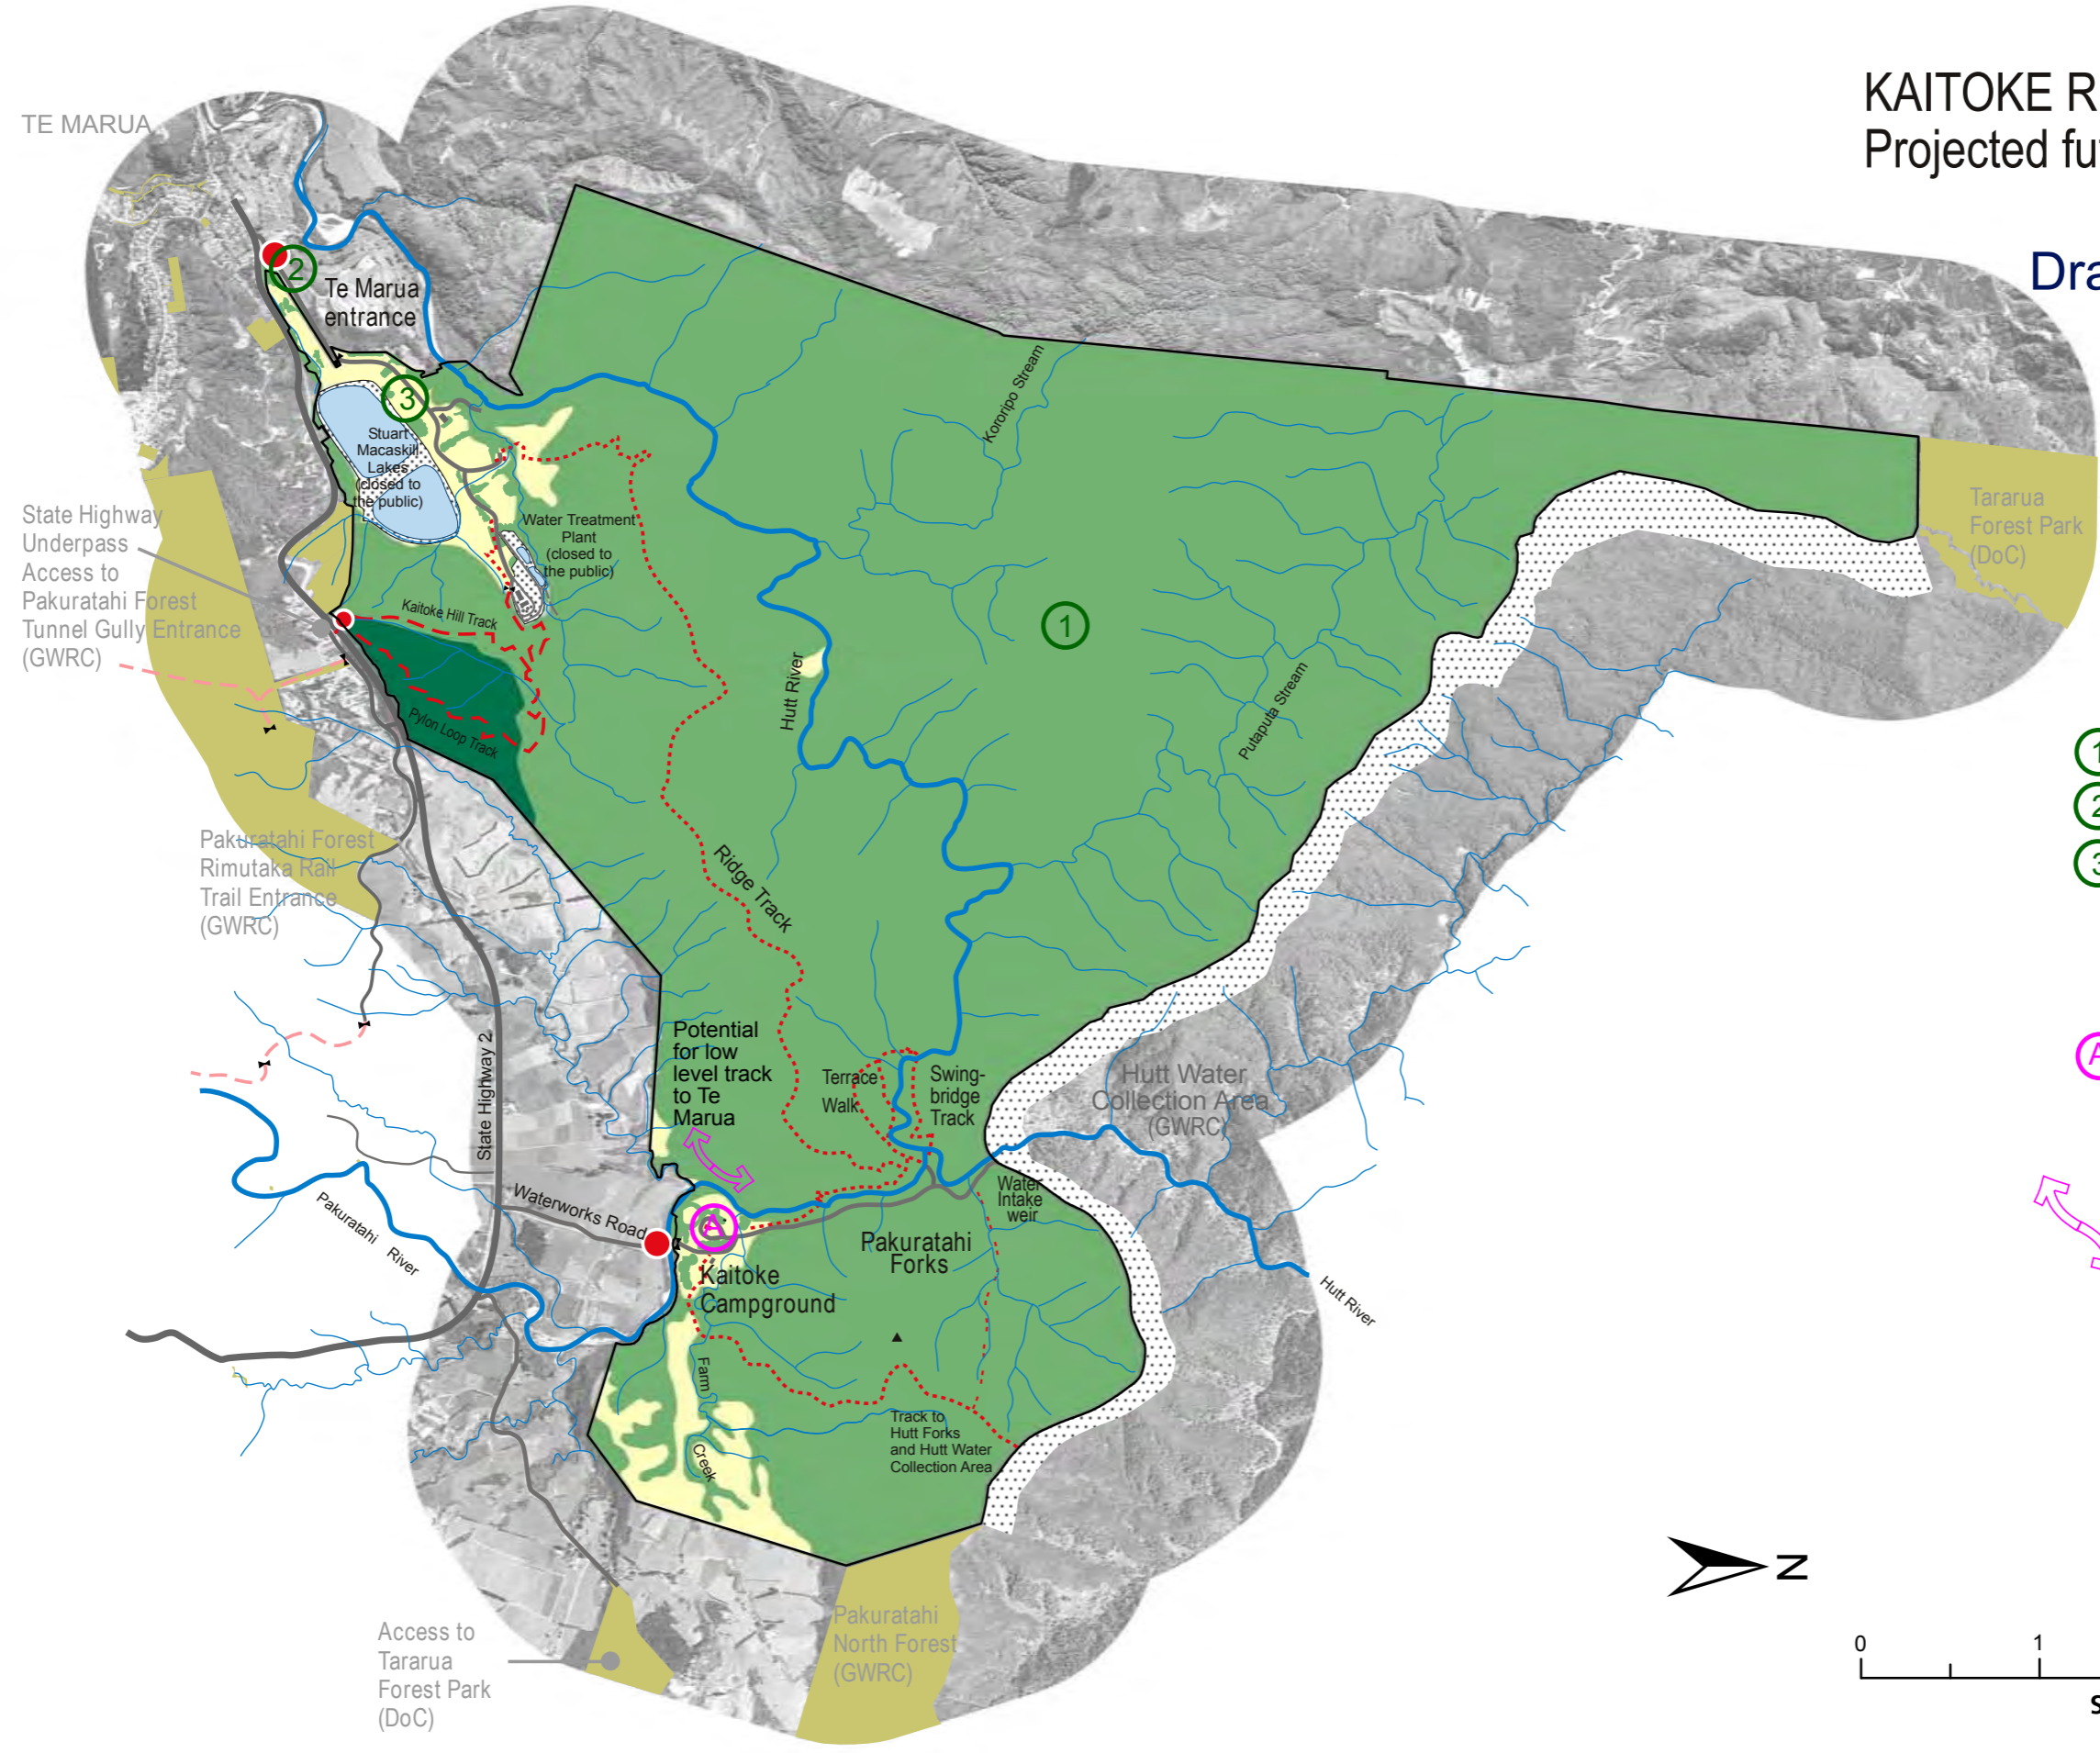 KAITOKE R
Projected fu
Dra
TE MARUA
2
Te Marua
entrance
3
Stuart
Macaskill
Lakes
(closed to
the public)
Kororipo Stream
State Highway
Underpass
Access to
Pakuratahi Forest
Tunnel Gully Entrance
(GWRC)
Water Treatment
Plant
(closed to
the public)
Tararua
Forest Park
(DoC)
Kaitoke Hill Track
1
Hutt River
Putaputa Stream
Pylon Loop Track
1
2
3
Pakuratahi Forest
Rimutaka Rail
Trail Entrance
(GWRC)
Ridge Track
Potential
for low
level track
to Te
Marua
State Highway 2
Terrace
Walk
Swing-
bridge
Track
Hutt Water
Collection Area
(GWRC)
A
Waterworks Road
Water
Intake
weir
Pakuratahi River
A
Pakuratahi
Forks
Kaitoke
Campground
Hutt River
Farm
Creek
Track to
Hutt Forks
and Hutt Water
Collection Area
N
Access to
Tararua
Forest Park
(DoC)
Pakuratahi
North Forest
(GWRC)
0 1
s